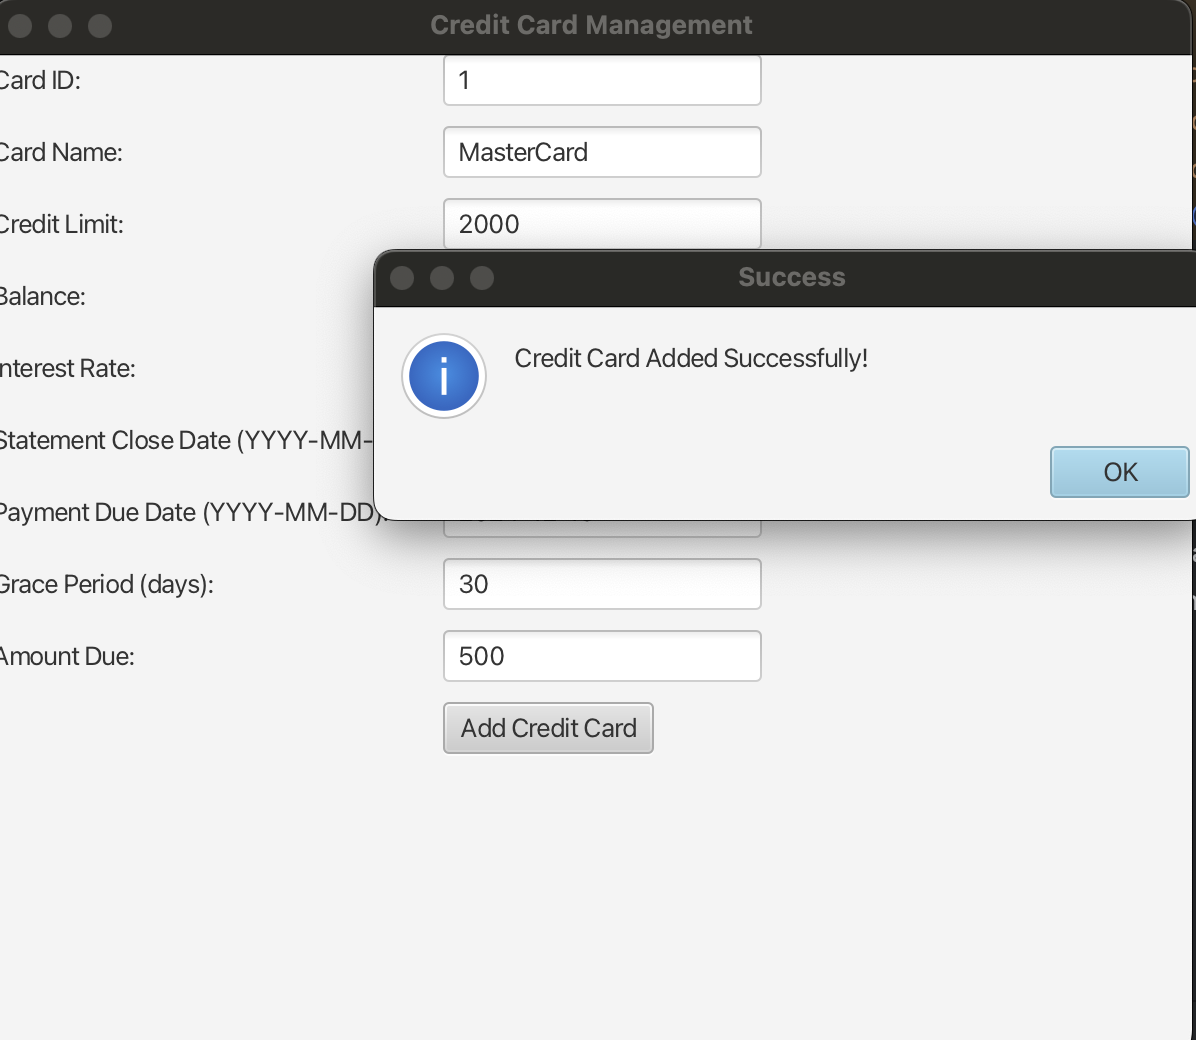 Credit Card Management
Card ID: 1
Card Name: MasterCard
Credit Limit: 2000
Success
Balance:
Interest Rate:
Credit Card Added Successfully!
Statement Close Date (YYYY-MM-
OK
Payment Due Date (YYYY-MM-DD):
Grace Period (days): 30
Amount Due: 500
Add Credit Card